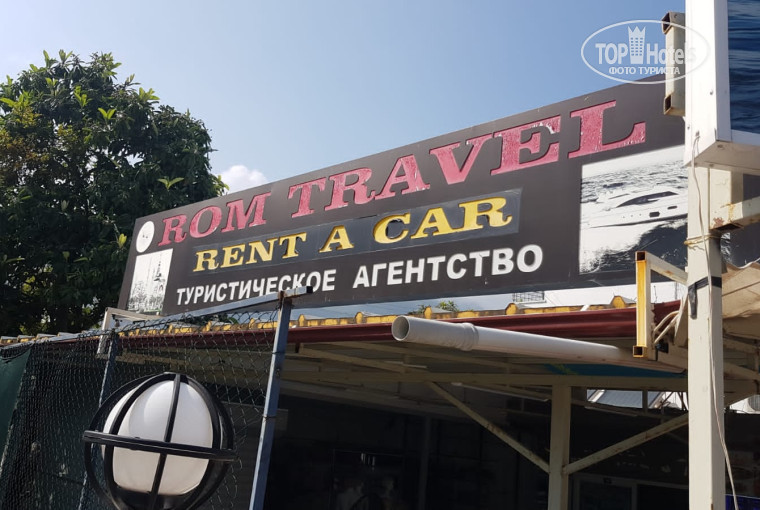 TOP Hotels
ФОТО ТУРИСТА
ROM TRAVEL
RENT A CAR
ТУРИСТИЧЕСКОЕ АГЕНТСТВО